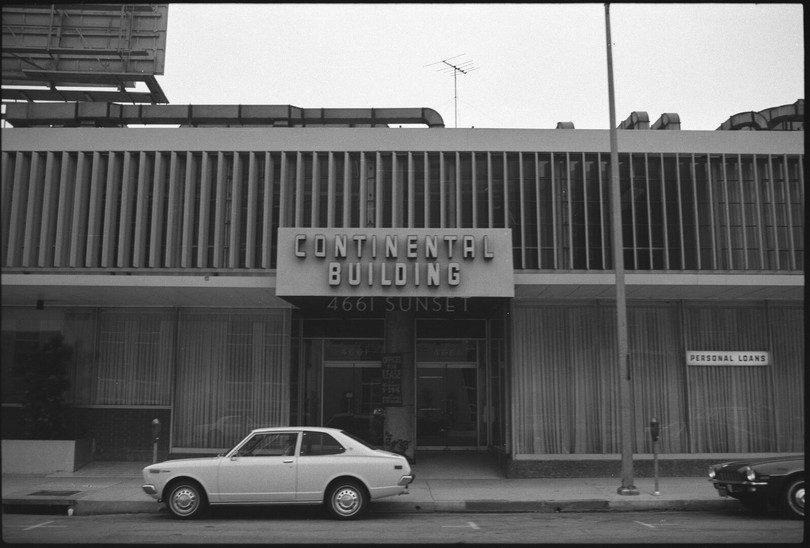 CONTINENTAL
BUILDING
4661 SUNSET
PERSONAL LOANS